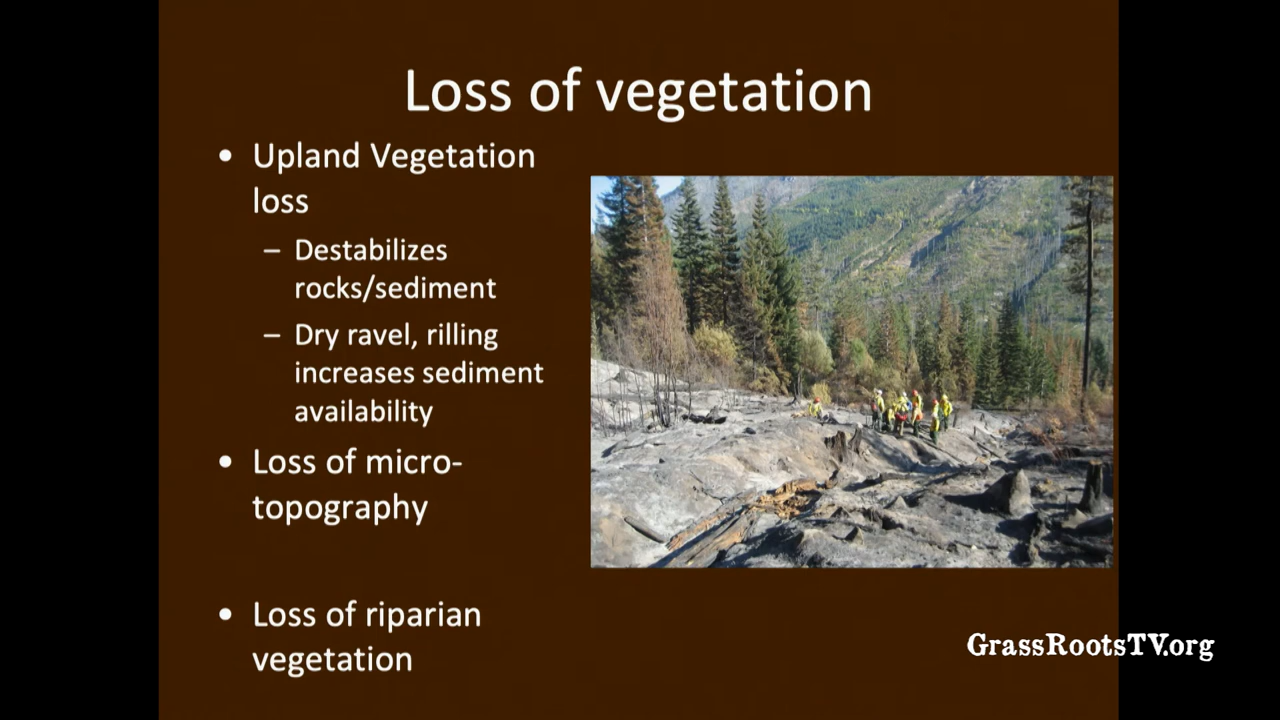 Loss of vegetation
• Upland Vegetation
loss
– Destabilizes
rocks/sediment
– Dry ravel, rilling
increases sediment
availability
• Loss of micro-
topography
• Loss of riparian
vegetation
GrassRootsTV.org